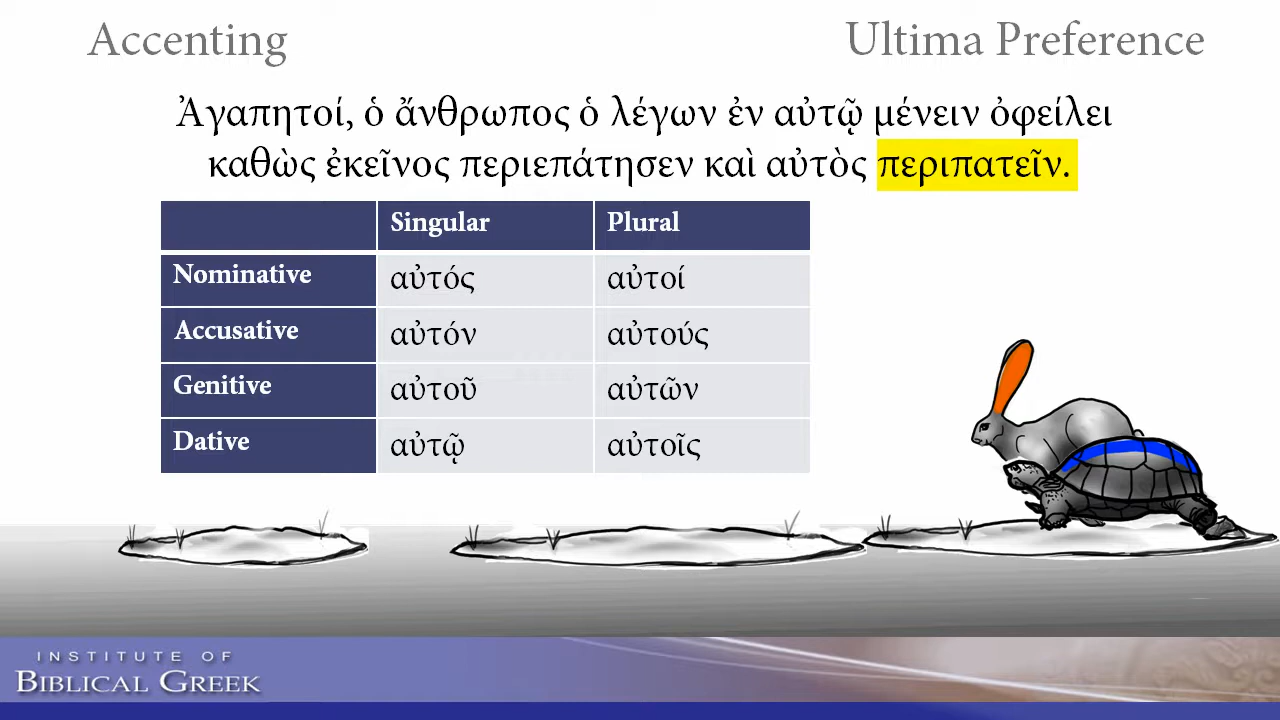 Accenting
Ultima Preference
Ἀγαπητοί, ὁ ἄνθρωπος ὁ λέγων ἐν αὐτῷ μένειν ὀφείλει
καθὼς ἐκεῖνος περιεπάτησεν καὶ αὐτὸς περιπατεῖν.
Singular Plural
Nominative αὐτός αὐτοί
Accusative αὐτόν αὐτούς
Genitive αὐτοῦ αὐτῶν
Dative αὐτῷ αὐτοῖς
INSTITUTE OF
BIBLICAL GREEK